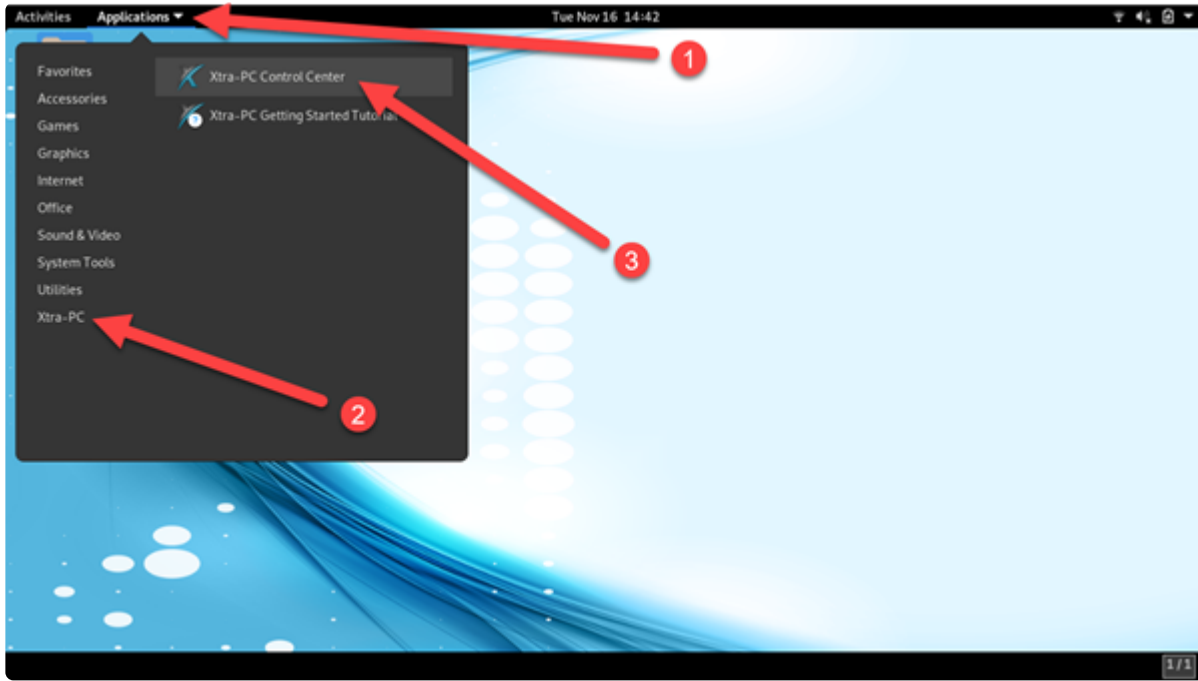 Activities Applications Tue Nov 16 14:42
1
Favorites
Xtra-PC Control Center
Accessories
Xtra-PC Getting Started Tutorial
Games
Graphics
Internet
Office
Sound & Video
3
System Tools
Utilities
Xtra-PC
2
1/1